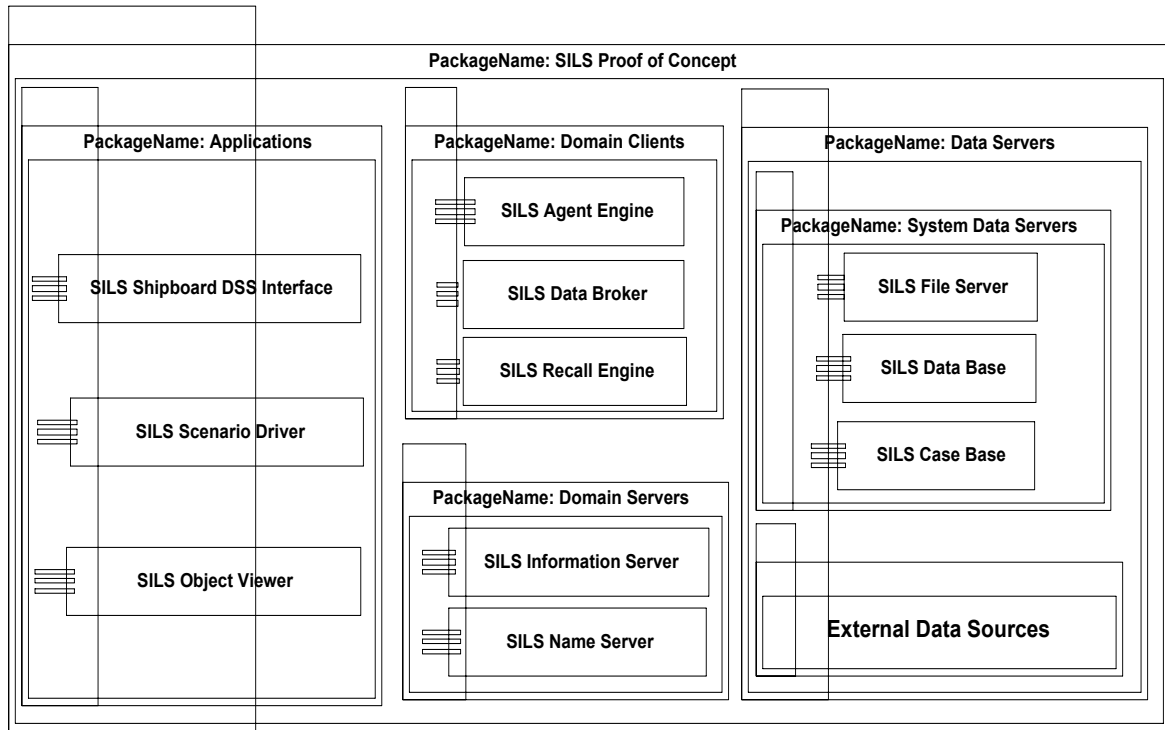 PackageName: SILS Proof of Concept
PackageName: Applications
SILS Shipboard DSS Interface
SILS Scenario Driver
SILS Object Viewer
PackageName: Domain Clients
SILS Agent Engine
SILS Data Broker
SILS Recall Engine
PackageName: Domain Servers
SILS Information Server
SILS Name Server
PackageName: Data Servers
PackageName: System Data Servers
SILS File Server
SILS Data Base
SILS Case Base
External Data Sources